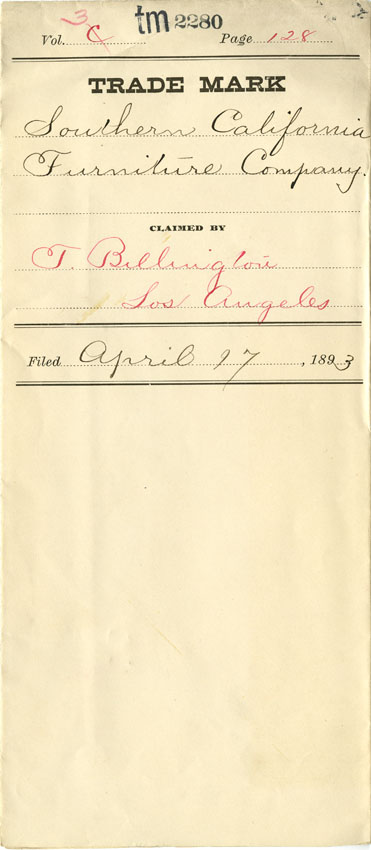 tm 2280
Vol. 3 Page 128
TRADE MARK
Southern California
Furniture Company.
CLAIMED BY
T. Billington
Los Angeles
Filed April 17, 1893